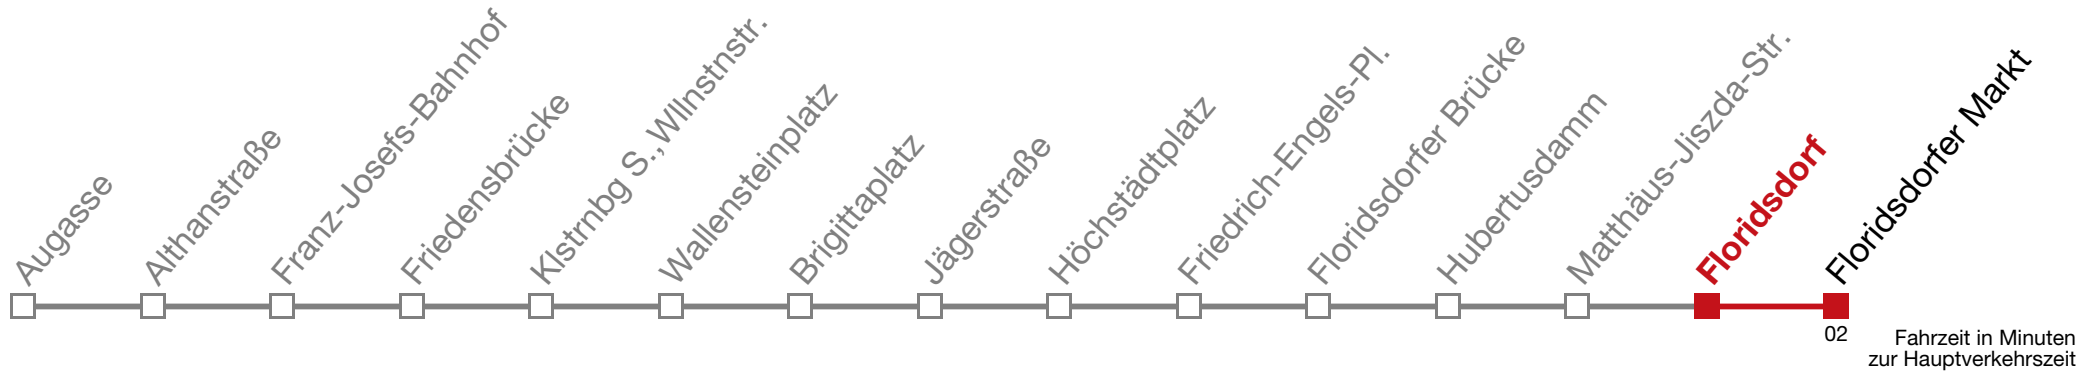 Augasse
Althanstraße
Franz-Josefs-Bahnhof
Friedensbrücke
Klstrnbg S.,Wllnstnstr.
Wallensteinplatz
Brigittaplatz
Jägerstraße
Höchstädtplatz
Friedrich-Engels-Pl.
Floridsdorfer Brücke
Hubertusdamm
Matthäus-Jiszda-Str.
Floridsdorf
Floridsdorfer Markt
02
Fahrzeit in Minuten
zur Hauptverkehrszeit